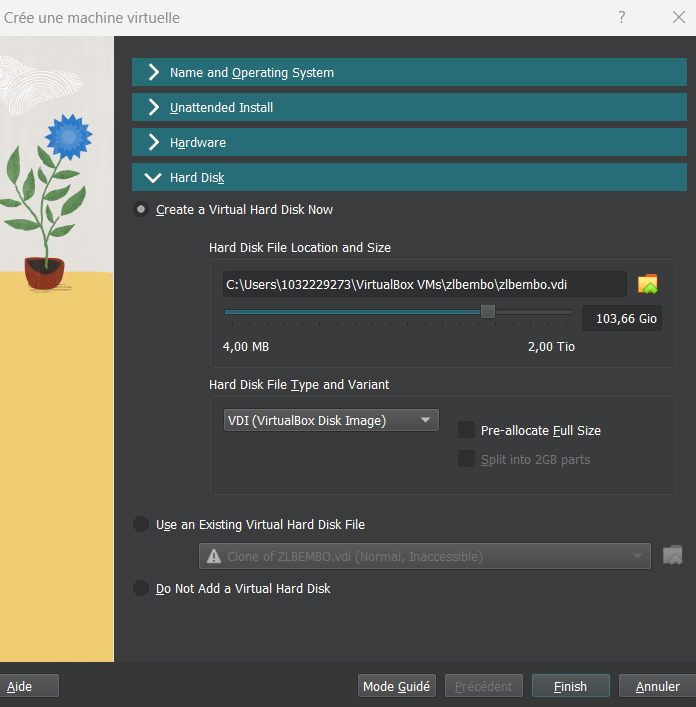 Crée une machine virtuelle
?
Name and Operating System
Unattended Install
Hardware
Hard Disk
Create a Virtual Hard Disk Now
Hard Disk File Location and Size
C:\Users\1032229273\VirtualBox VMs\zlbembo\zlbembo.vdi
103,66 Gio
4,00 MB 2,00 Tio
Hard Disk File Type and Variant
VDI (VirtualBox Disk Image)
Pre-allocate Full Size
Split into 2GB parts
Use an Existing Virtual Hard Disk File
Clone of ZLBEMBO.vdi (Normal, Inaccessible)
Do Not Add a Virtual Hard Disk
Aide Mode Guidé Précédent Finish Annuler